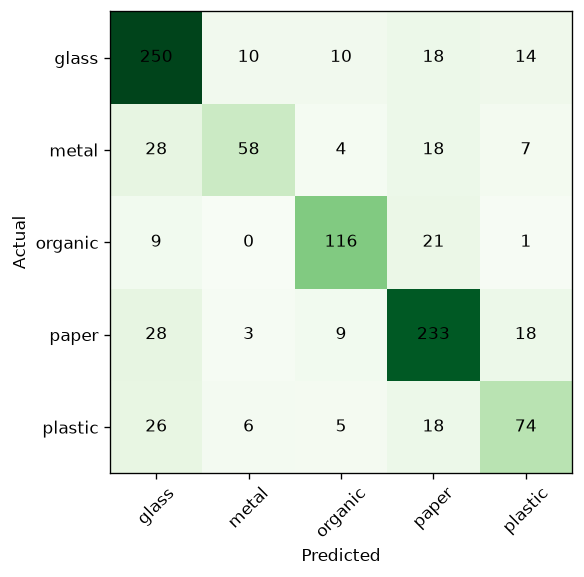 glass 250 10 10 18 14
metal 28 58 4 18 7
organic 9 0 116 21 1
paper 28 3 9 233 18
plastic 26 6 5 18 74
Actual
glass metal organic paper plastic
Predicted